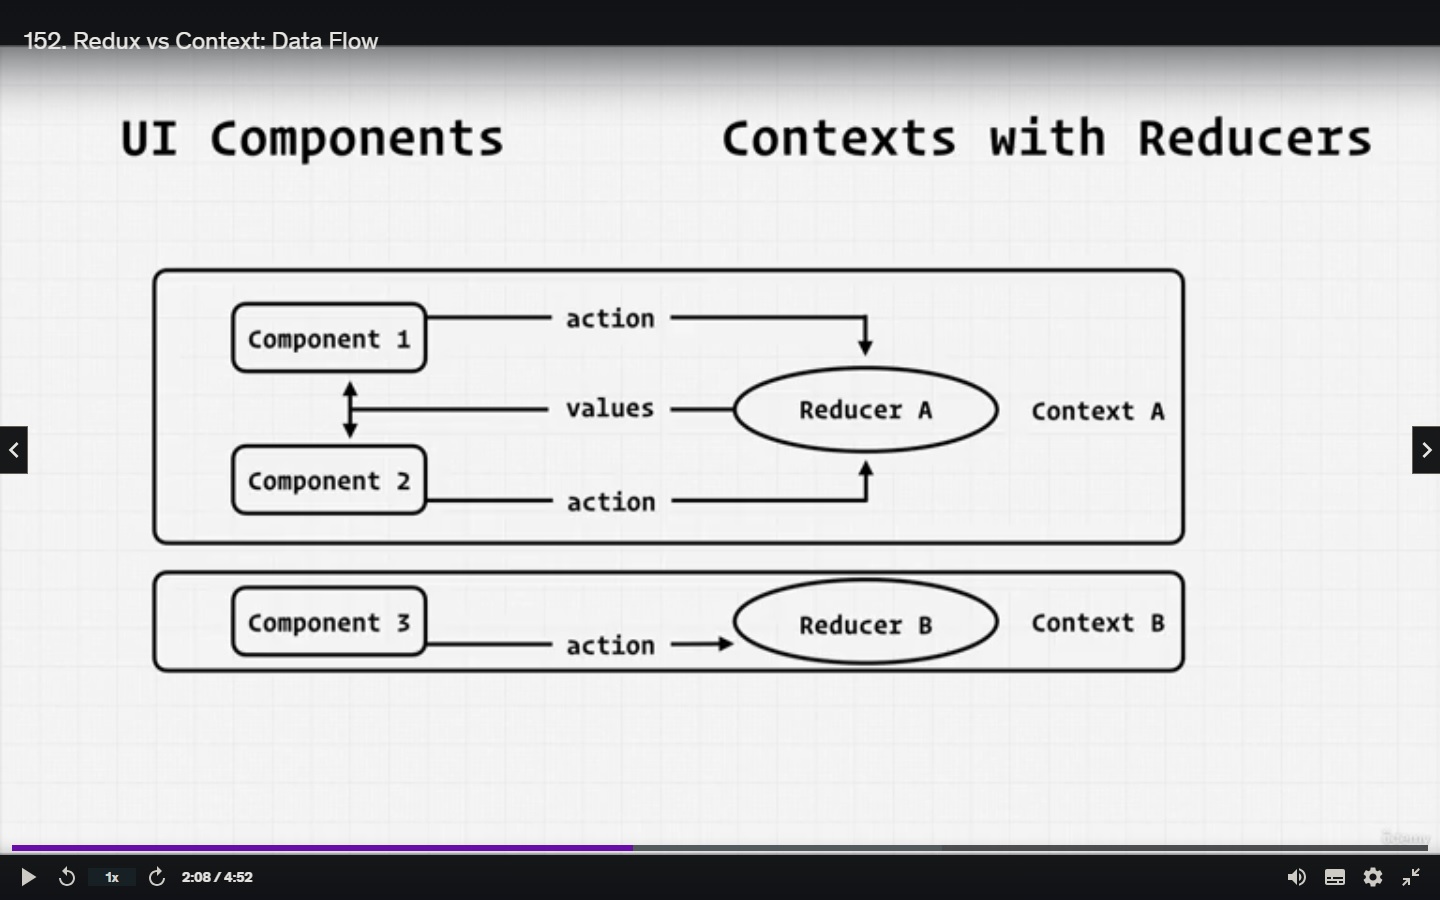 152. Redux vs Context: Data Flow
UI Components
Contexts with Reducers
Component 1
action
values
Reducer A
Context A
Component 2
action
Component 3
action
Reducer B
Context B
1x
2:08 / 4:52